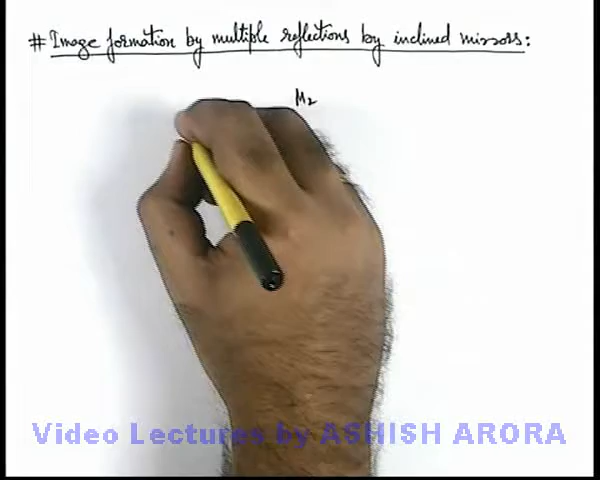 # Image formation by multiple reflections by inclined mirrors:
M₂
Video Lectures by ASHISH ARORA